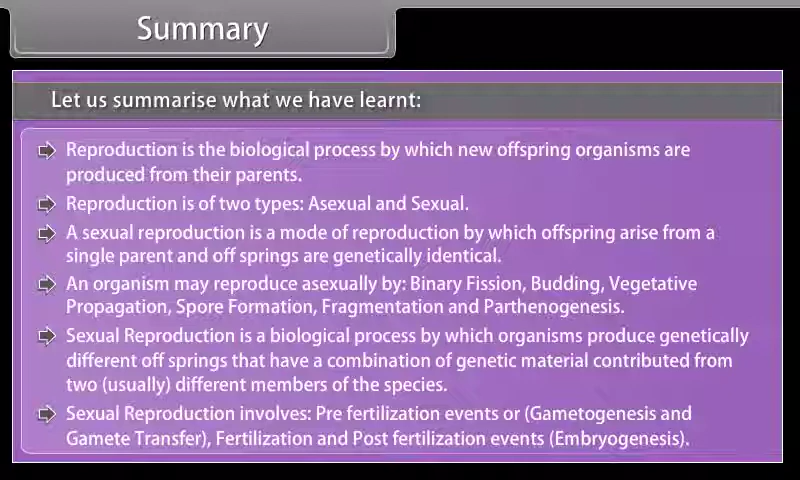 Summary
Let us summarise what we have learnt:
Reproduction is the biological process by which new offspring organisms are
produced from their parents.
Reproduction is of two types: Asexual and Sexual.
A sexual reproduction is a mode of reproduction by which offspring arise from a
single parent and off springs are genetically identical.
An organism may reproduce asexually by: Binary Fission, Budding, Vegetative
Propagation, Spore Formation, Fragmentation and Parthenogenesis.
Sexual Reproduction is a biological process by which organisms produce genetically
different off springs that have a combination of genetic material contributed from
two (usually) different members of the species.
Sexual Reproduction involves: Pre fertilization events or (Gametogenesis and
Gamete Transfer), Fertilization and Post fertilization events (Embryogenesis).